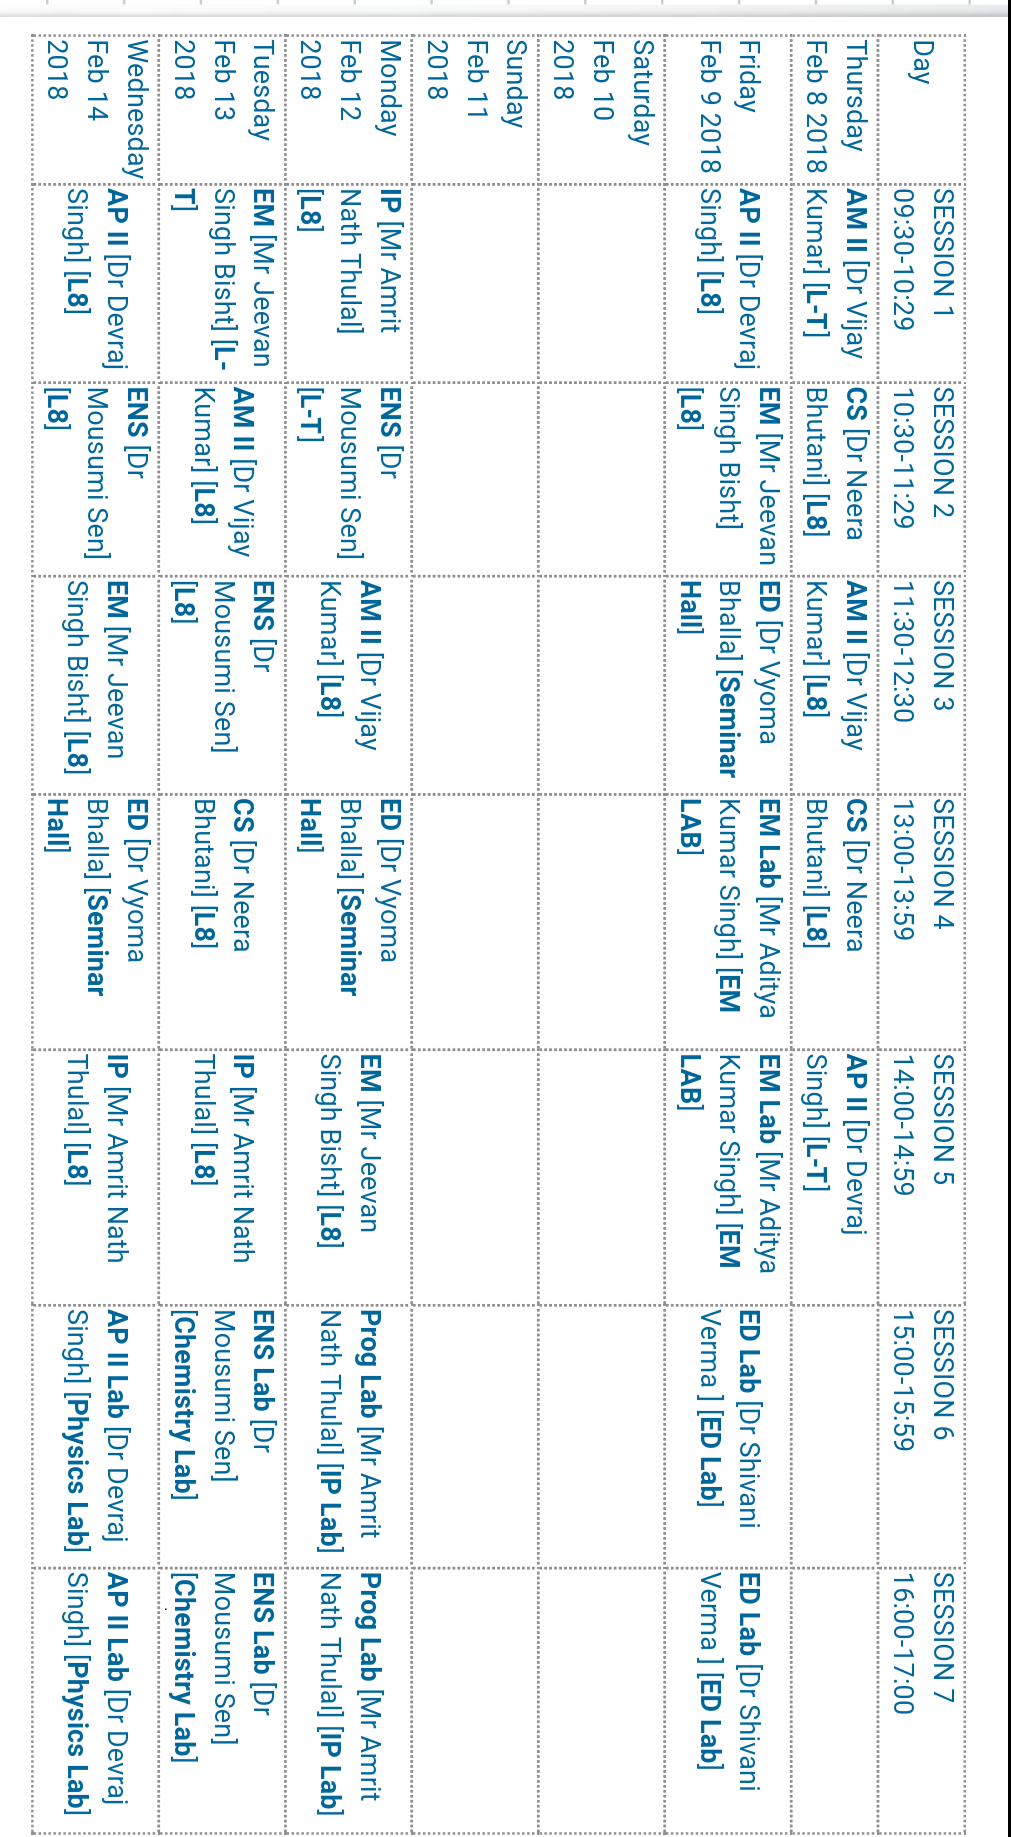 Day
SESSION 1
09:30-10:29
SESSION 2
10:30-11:29
SESSION 3
11:30-12:30
SESSION 4
13:00-13:59
SESSION 5
14:00-14:59
SESSION 6
15:00-15:59
SESSION 7
16:00-17:00
Thursday
Feb 8 2018
AM II [Dr Vijay
Kumar] [L-T]
CS [Dr Neera
Bhutani] [L8]
AM II [Dr Vijay
Kumar] [L8]
CS [Dr Neera
Bhutani] [L8]
AP II [Dr Devraj
Singh] [L-T]
Friday
Feb 9 2018
AP II [Dr Devraj
Singh] [L8]
EM [Mr Jeevan
Singh Bisht]
[L8]
ED [Dr Vyoma
Bhalla] [Seminar
Hall]
EM Lab [Mr Aditya
Kumar Singh] [EM
LAB]
EM Lab [Mr Aditya
Kumar Singh] [EM
LAB]
ED Lab [Dr Shivani
Verma ] [ED Lab]
ED Lab [Dr Shivani
Verma ] [ED Lab]
Saturday
Feb 10
2018
Sunday
Feb 11
2018
Monday
Feb 12
2018
IP [Mr Amrit
Nath Thulal]
[L8]
ENS [Dr
Mousumi Sen]
[L-T]
AM II [Dr Vijay
Kumar] [L8]
ED [Dr Vyoma
Bhalla] [Seminar
Hall]
EM [Mr Jeevan
Singh Bisht] [L8]
Prog Lab [Mr Amrit
Nath Thulal] [IP Lab]
Prog Lab [Mr Amrit
Nath Thulal] [IP Lab]
Tuesday
Feb 13
2018
EM [Mr Jeevan
Singh Bisht] [L-
T]
AM II [Dr Vijay
Kumar] [L8]
ENS [Dr
Mousumi Sen]
[L8]
CS [Dr Neera
Bhutani] [L8]
IP [Mr Amrit Nath
Thulal] [L8]
ENS Lab [Dr
Mousumi Sen]
[Chemistry Lab]
ENS Lab [Dr
Mousumi Sen]
[Chemistry Lab]
Wednesday
Feb 14
2018
AP II [Dr Devraj
Singh] [L8]
ENS [Dr
Mousumi Sen]
[L8]
EM [Mr Jeevan
Singh Bisht] [L8]
ED [Dr Vyoma
Bhalla] [Seminar
Hall]
IP [Mr Amrit Nath
Thulal] [L8]
AP II Lab [Dr Devraj
Singh] [Physics Lab]
AP II Lab [Dr Devraj
Singh] [Physics Lab]